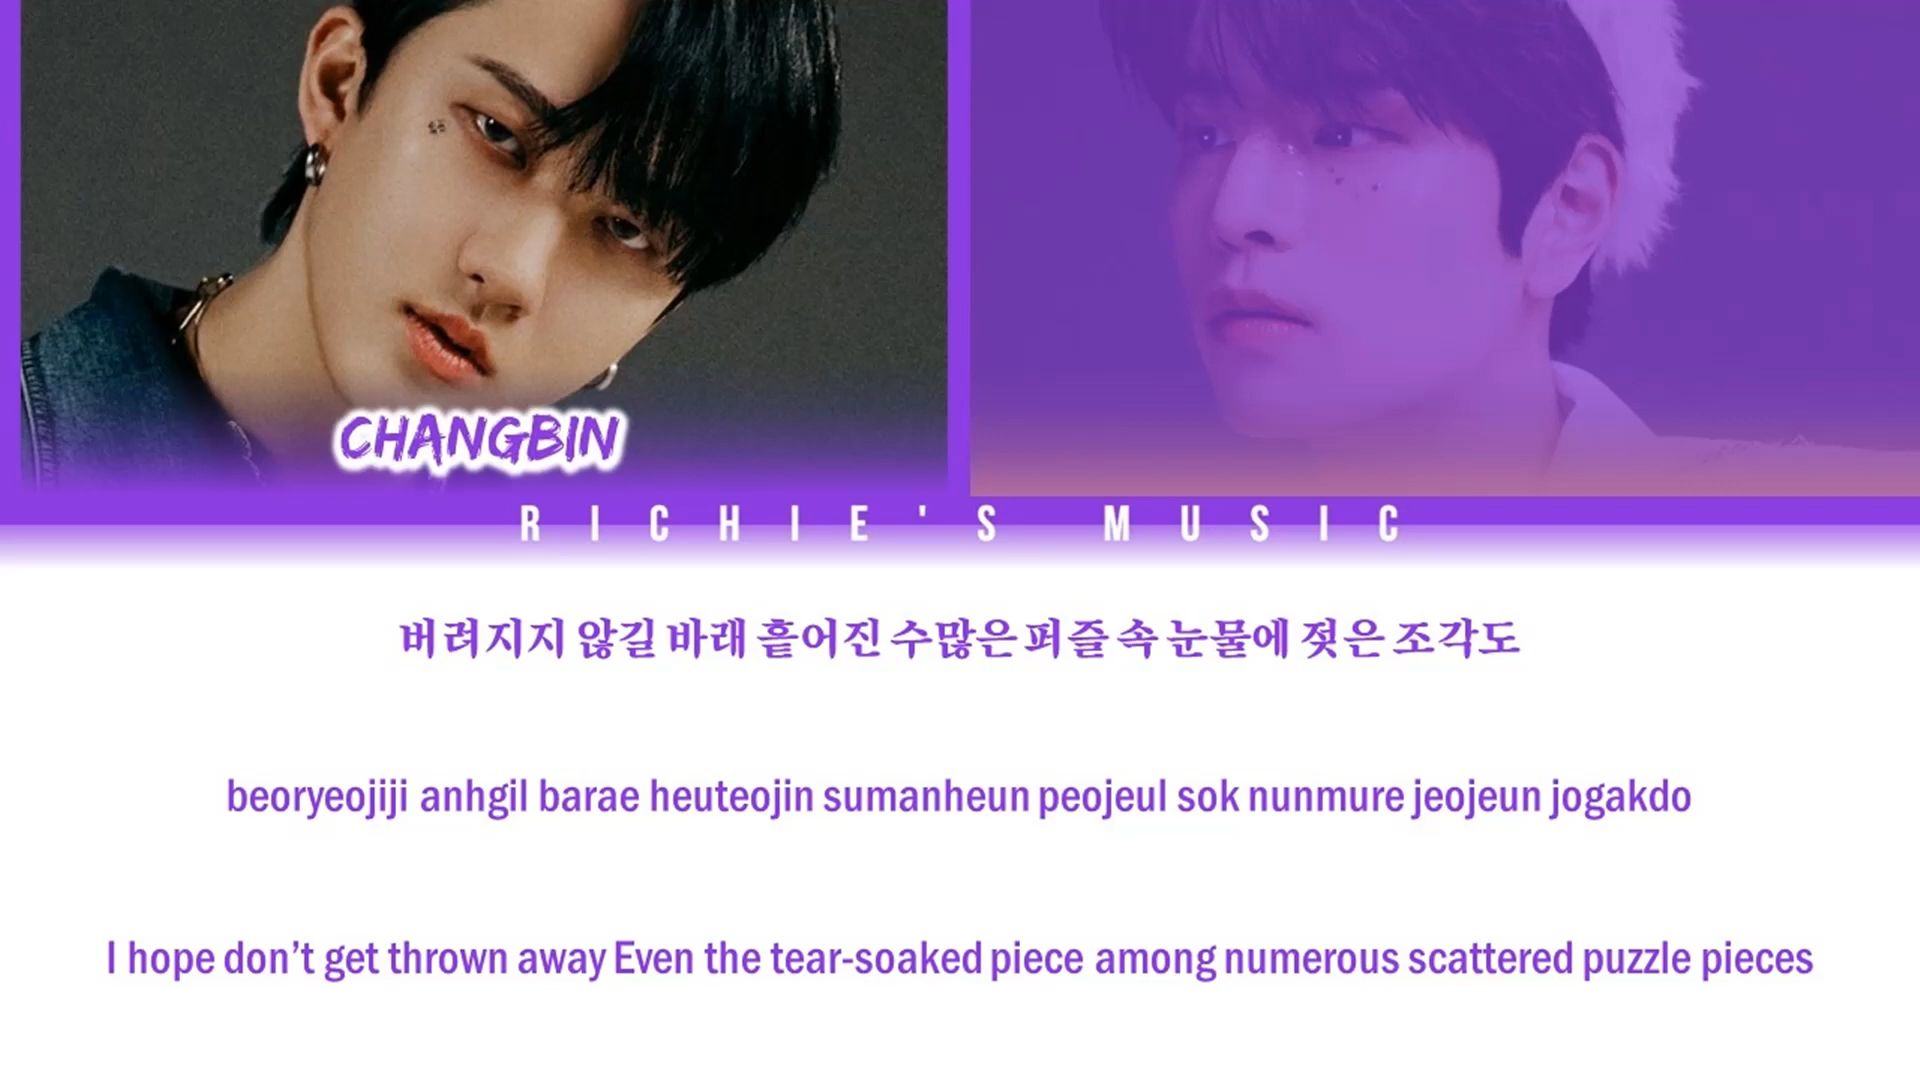 CHANGBIN
RICHIE'S MUSIC
버려지지 않길 바래 흩어진 수많은 퍼즐 속 눈물에 젖은 조각도
beoryeojiji anhgil barae heuteojin sumanheun peojeul sok nunmure jeojeun jogakdo
I hope don’t get thrown away Even the tear-soaked piece among numerous scattered puzzle pieces